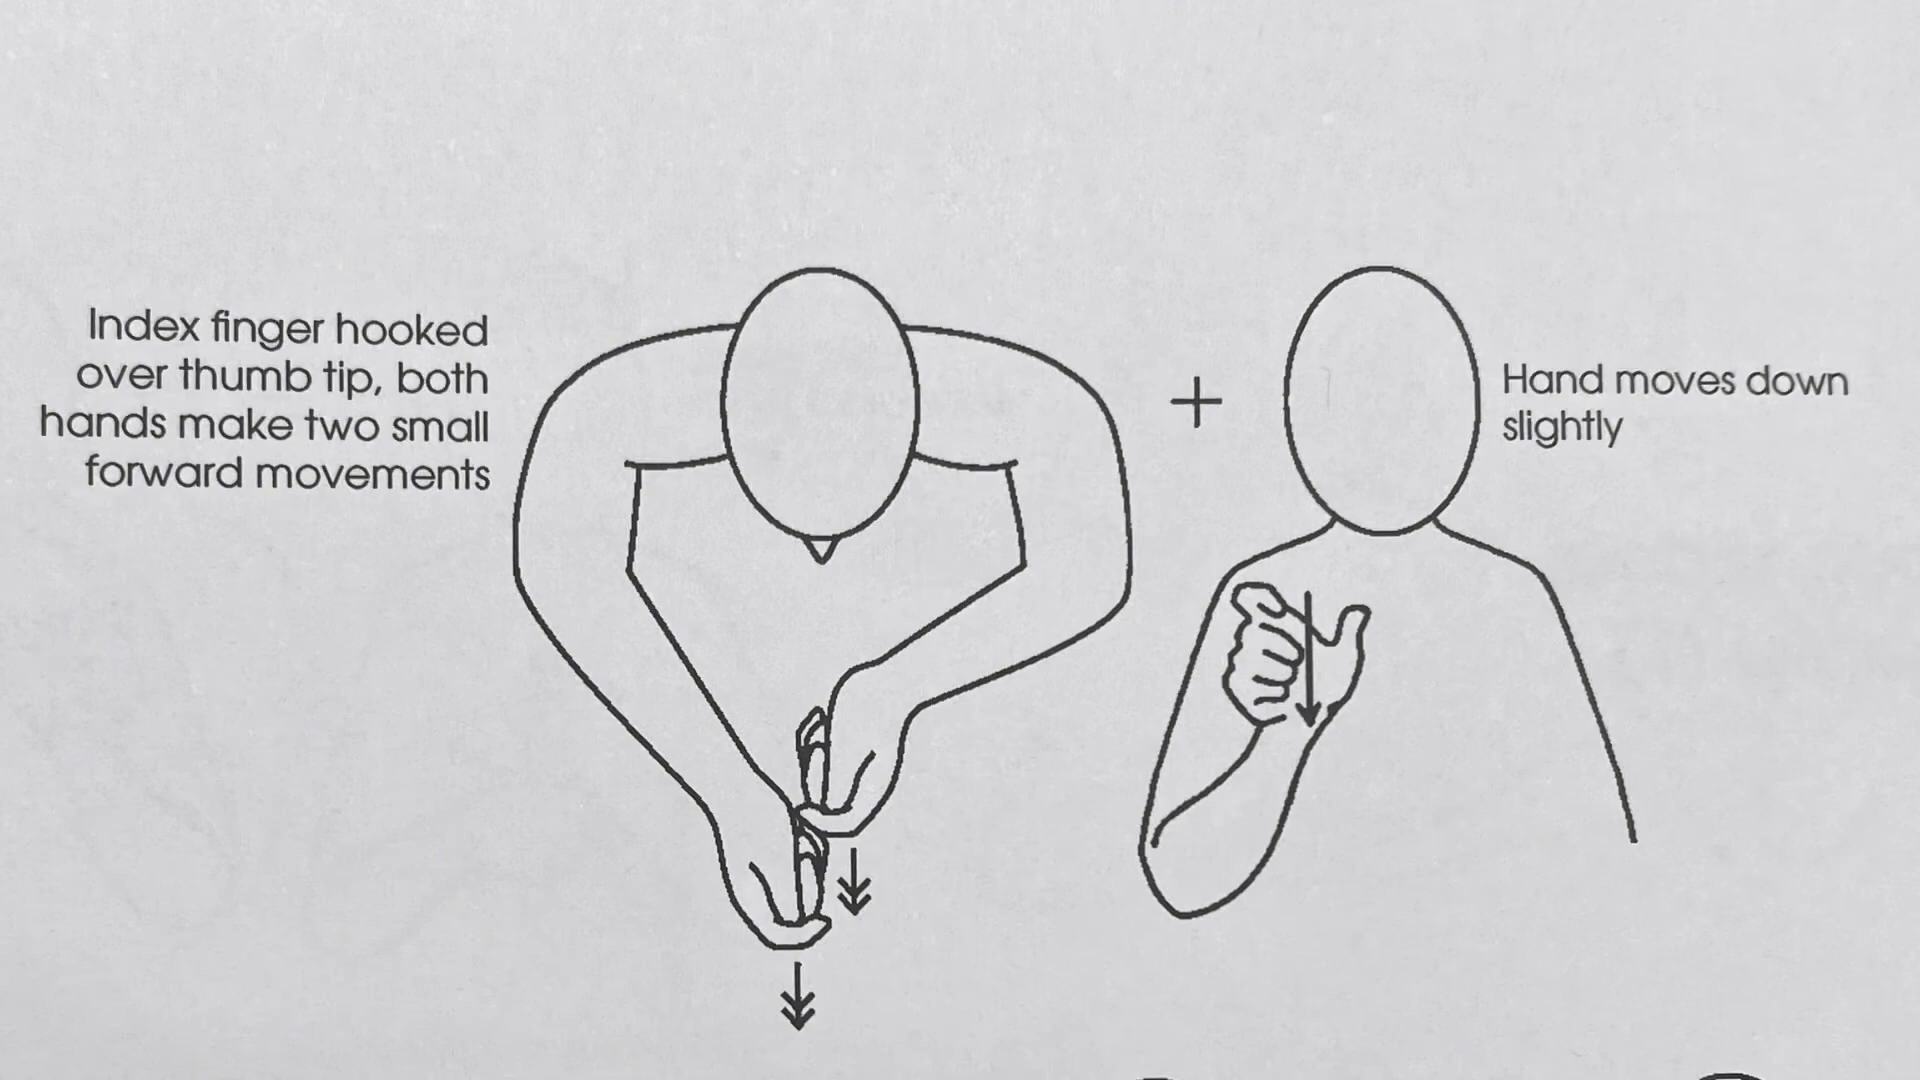 Index finger hooked
over thumb tip, both
hands make two small
forward movements
+
Hand moves down
slightly